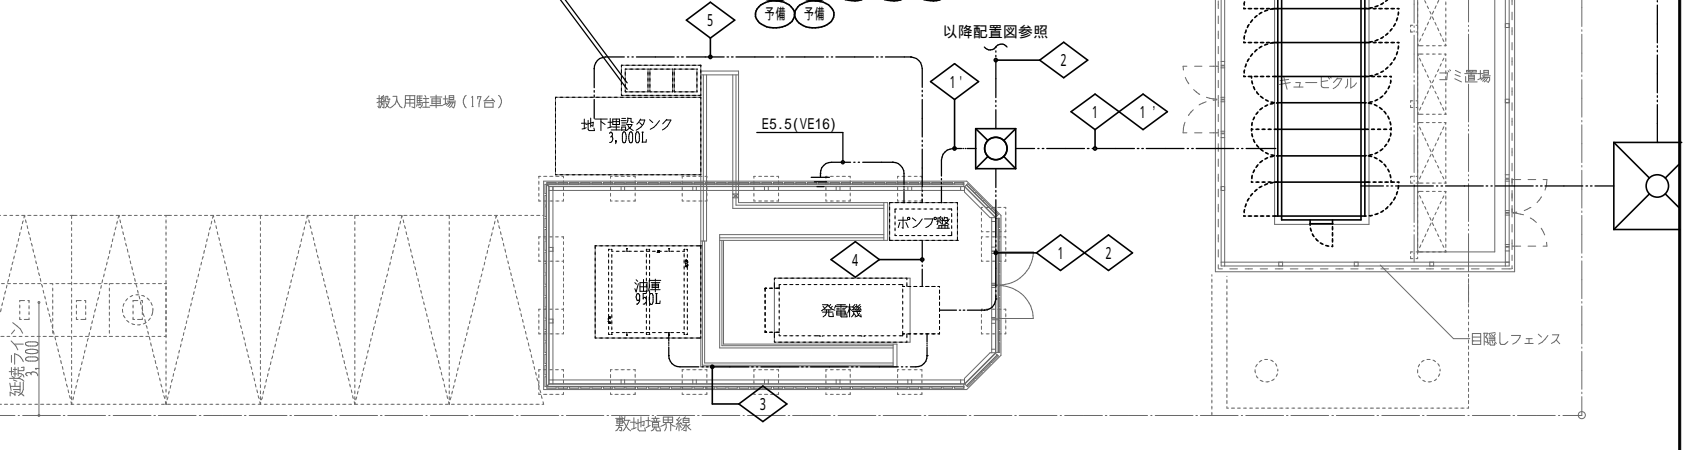 5
予備
予備
以降配置図参照
2
1'
1
1'
キュービクル
ゴミ置場
搬入用駐車場（17台）
地下埋設タンク
3,000L
E5.5(VE16)
ポンプ盤
4
1
2
油庫
950L
発電機
延焼ライン
3,000
目隠しフェンス
3
敷地境界線